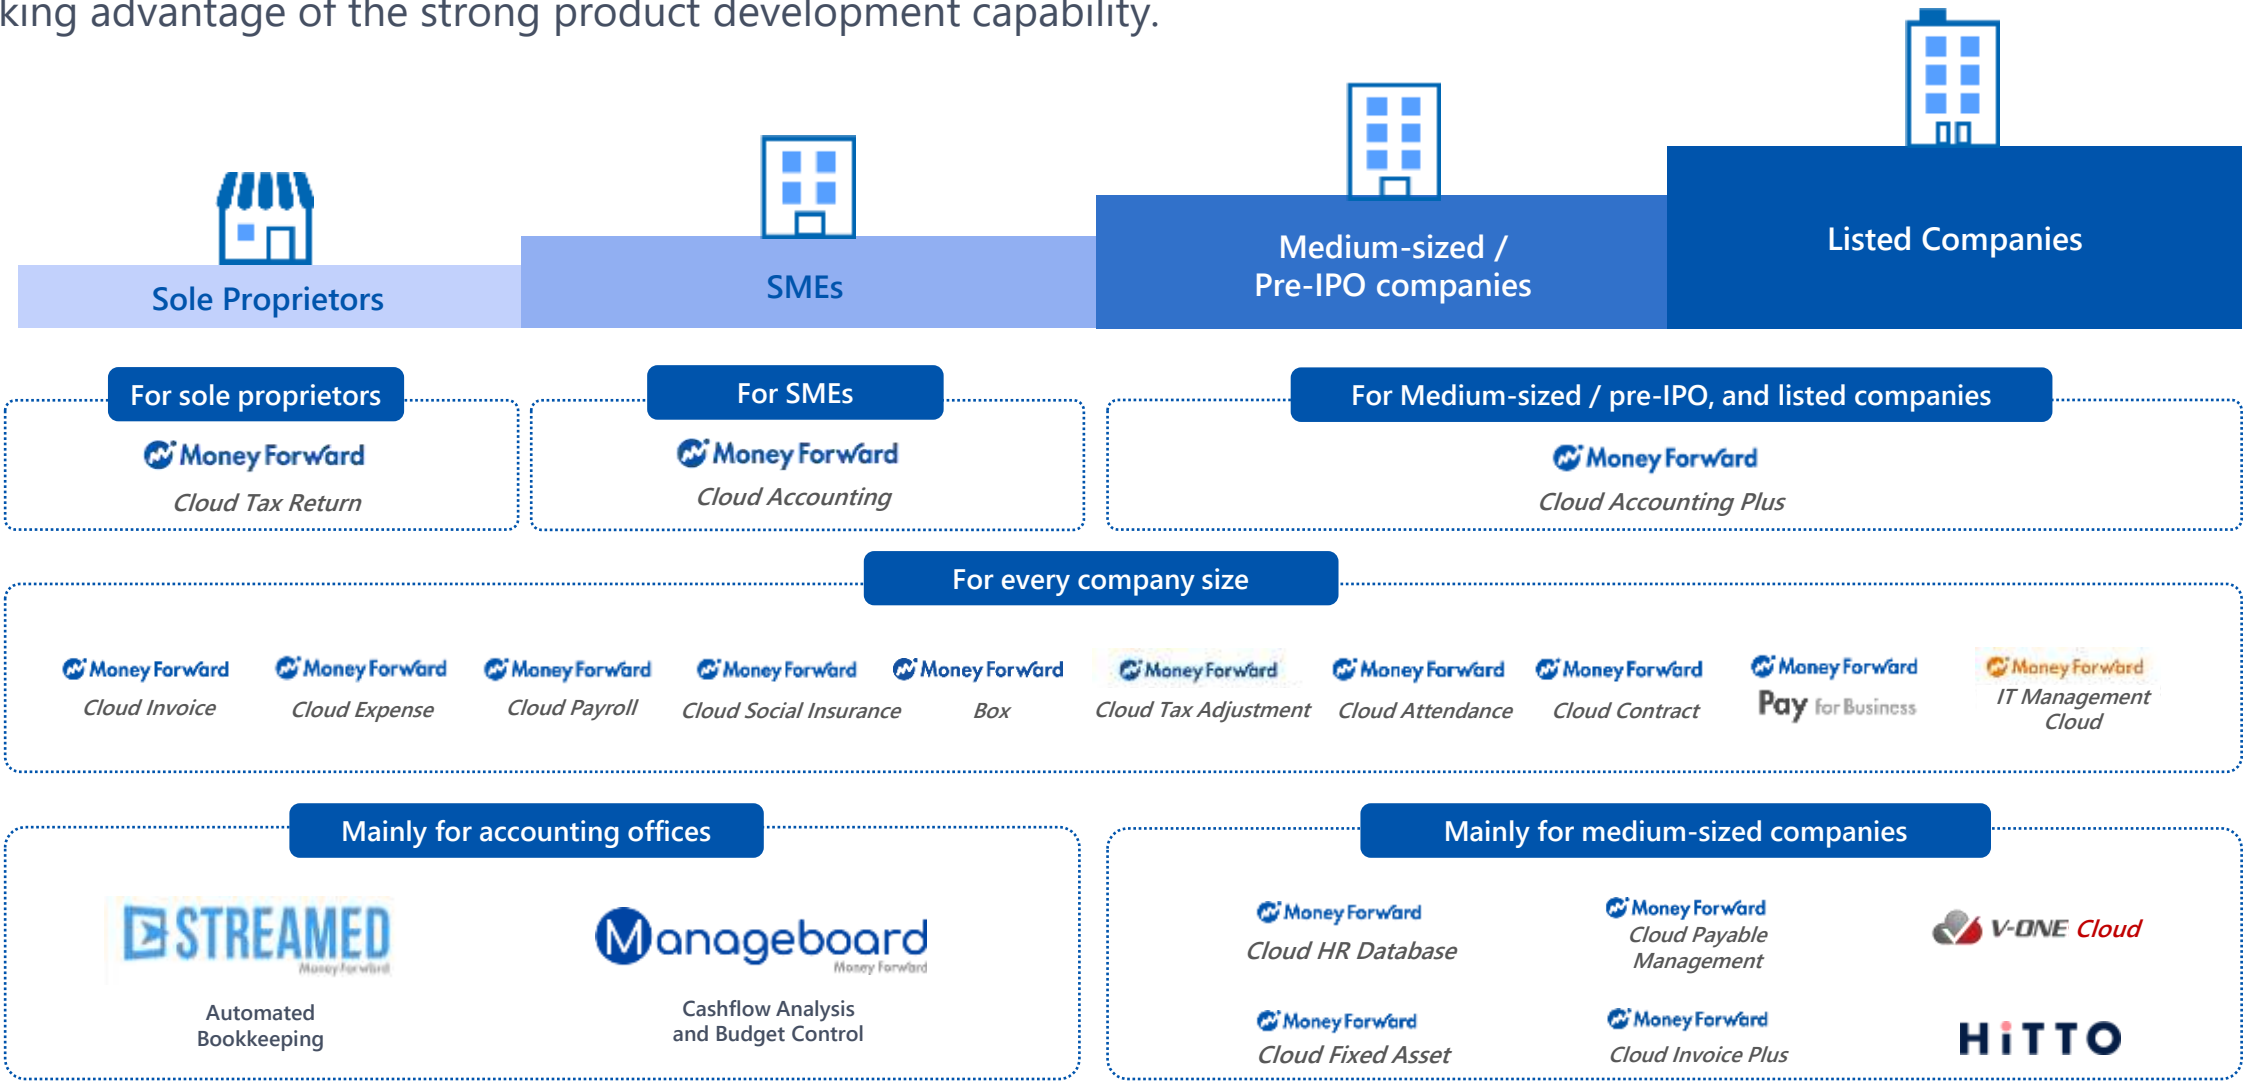 king advantage of the strong product development capability.
Sole Proprietors
SMEs
Medium-sized /
Pre-IPO companies
Listed Companies
For sole proprietors
Money Forward
Cloud Tax Return
For SMEs
Money Forward
Cloud Accounting
For Medium-sized / pre-IPO, and listed companies
Money Forward
Cloud Accounting Plus
For every company size
Money Forward
Cloud Invoice
Money Forward
Cloud Expense
Money Forward
Cloud Payroll
Money Forward
Cloud Social Insurance
Money Forward
Box
Money Forward
Cloud Tax Adjustment
Money Forward
Cloud Attendance
Money Forward
Cloud Contract
Money Forward
Pay for Business
Money Forward
IT Management
Cloud
Mainly for accounting offices
STREAMED
Money Forward
Automated
Bookkeeping
Manageboard
Money Forward
Cashflow Analysis
and Budget Control
Mainly for medium-sized companies
Money Forward
Cloud HR Database
Money Forward
Cloud Payable
Management
V-ONE Cloud
Money Forward
Cloud Fixed Asset
Money Forward
Cloud Invoice Plus
HiTTO